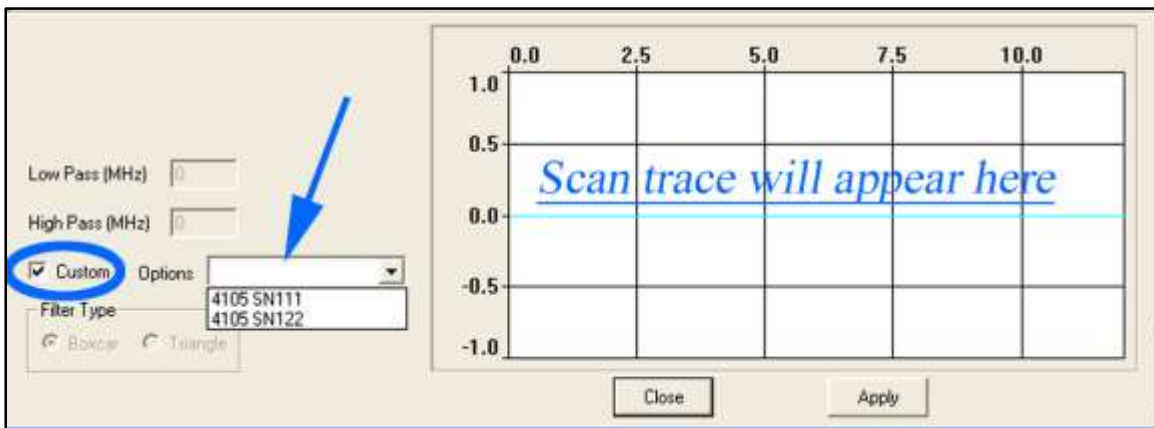 0.0 2.5 5.0 7.5 10.0
1.0
0.5
Scan trace will appear here
0.0
-0.5
-1.0
Low Pass (MHz) 0
High Pass (MHz) 0
Custom Options
4105 SN111
4105 SN122
Filter Type
Boxcar Triangle
Close Apply